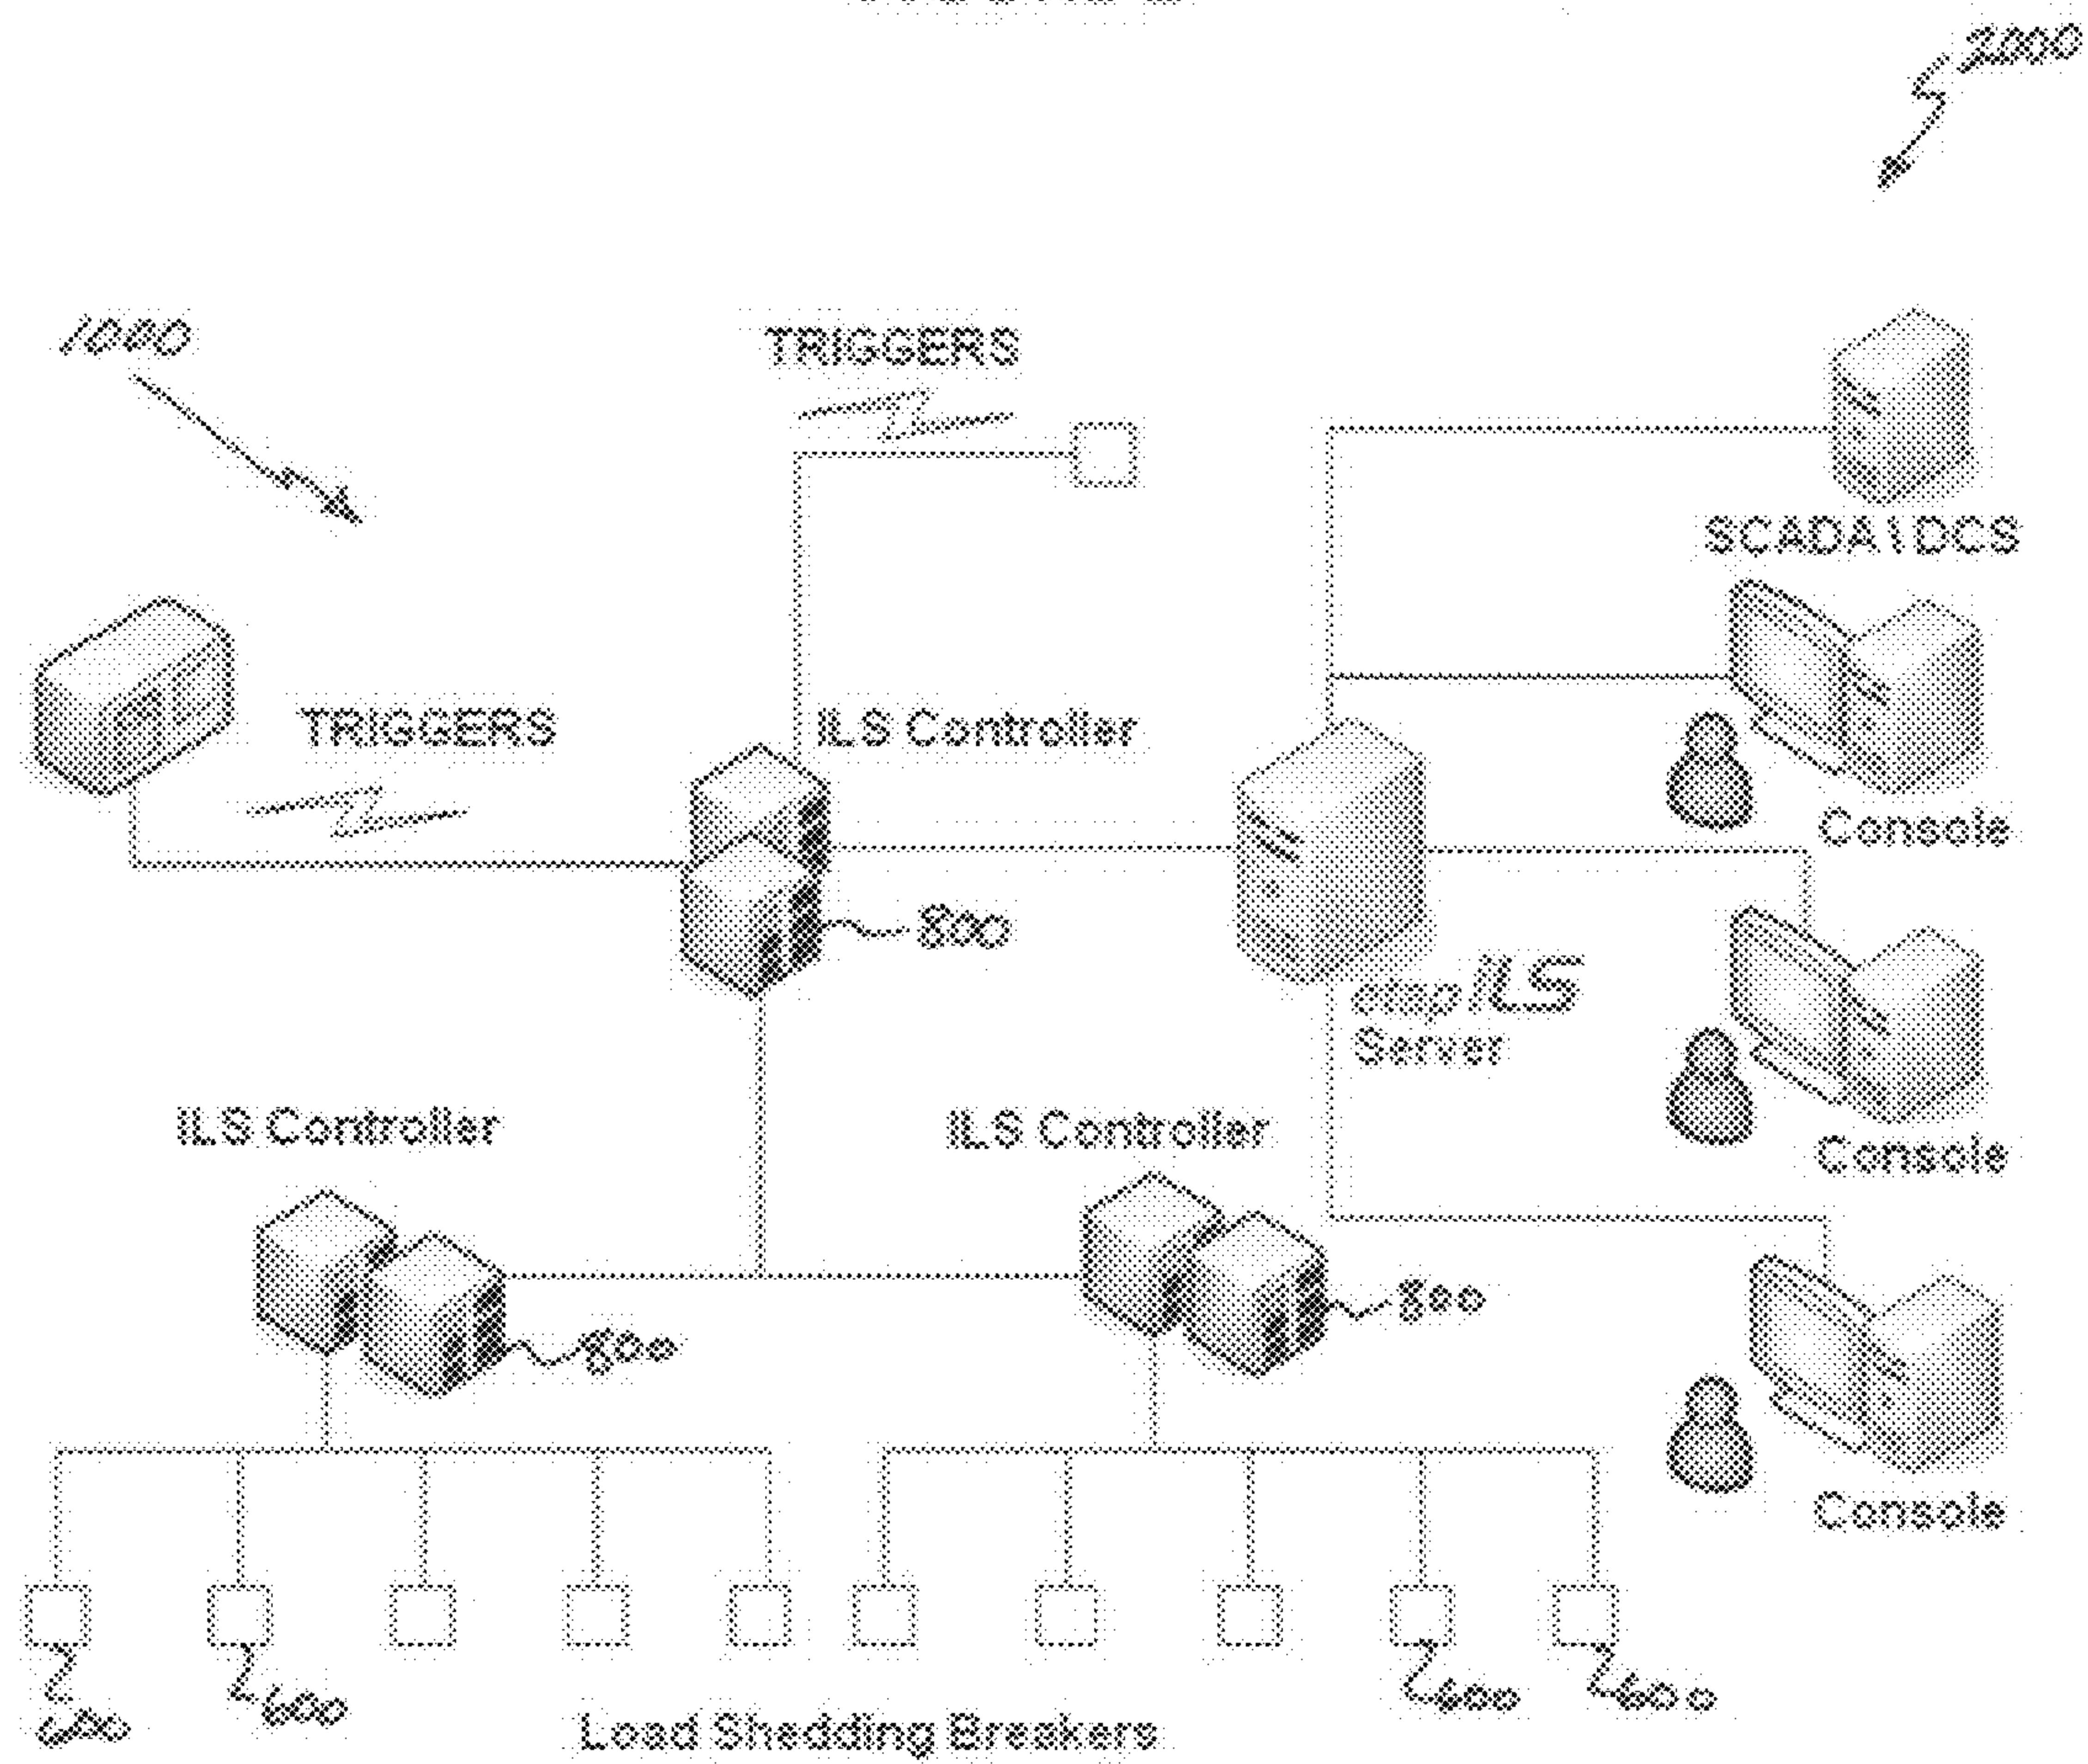 2000
1000
TRIGGERS
SCADA \ DCS
TRIGGERS
ILS Controller
Console
800
etap ILS
Server
ILS Controller
ILS Controller
Console
800
800
Console
600
600
600
600
Load Shedding Breakers